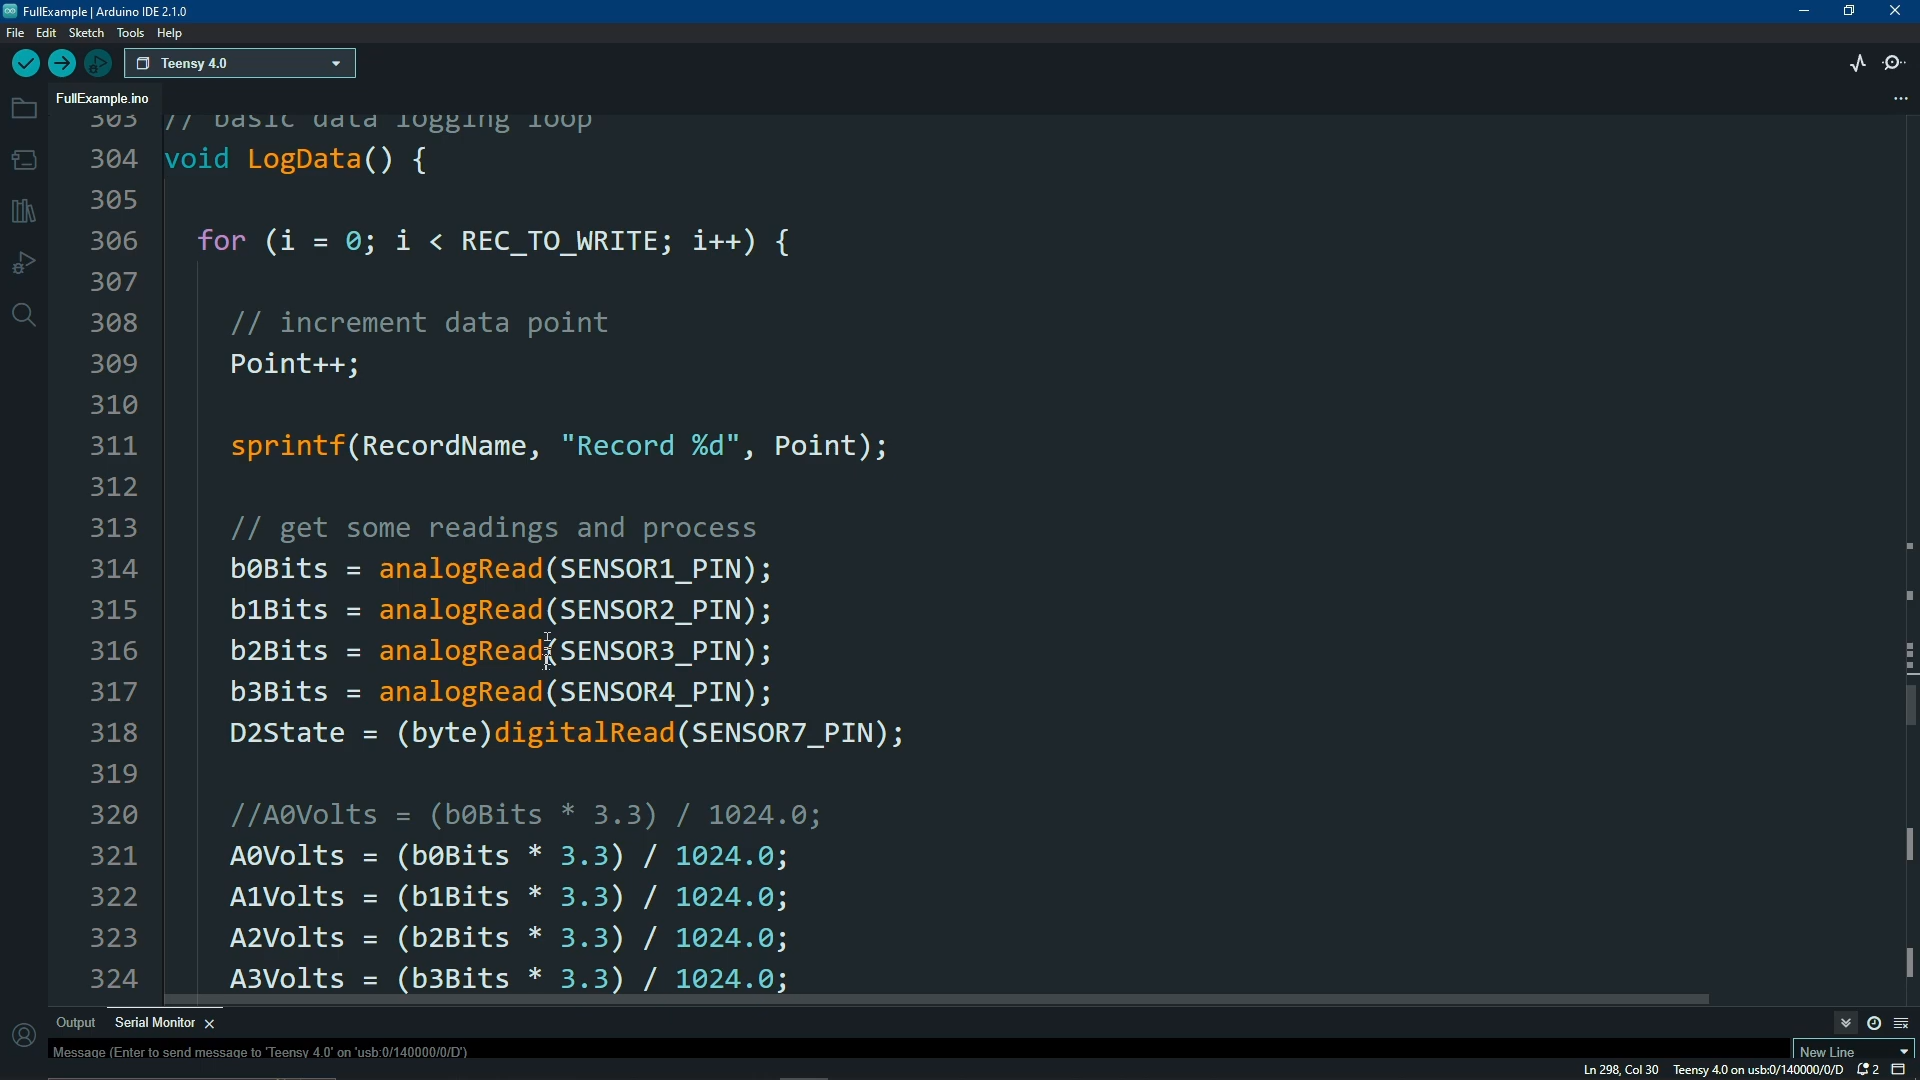 FullExample | Arduino IDE 2.1.0
File Edit Sketch Tools Help
Teensy 4.0
FullExample.ino
303 // basic data logging loop
304 void LogData() {
305
306 for (i = 0; i < REC_TO_WRITE; i++) {
307
308 // increment data point
309 Point++;
310
311 sprintf(RecordName, "Record %d", Point);
312
313 // get some readings and process
314 b0Bits = analogRead(SENSOR1_PIN);
315 b1Bits = analogRead(SENSOR2_PIN);
316 b2Bits = analogRead(SENSOR3_PIN);
317 b3Bits = analogRead(SENSOR4_PIN);
318 D2State = (byte)digitalRead(SENSOR7_PIN);
319
320 //A0Volts = (b0Bits * 3.3) / 1024.0;
321 A0Volts = (b0Bits * 3.3) / 1024.0;
322 A1Volts = (b1Bits * 3.3) / 1024.0;
323 A2Volts = (b2Bits * 3.3) / 1024.0;
324 A3Volts = (b3Bits * 3.3) / 1024.0;
Output Serial Monitor
Message (Enter to send message to 'Teensy 4.0' on 'usb:0/140000/0/D') New Line
Ln 298, Col 30 Teensy 4.0 on usb:0/140000/0/D 2